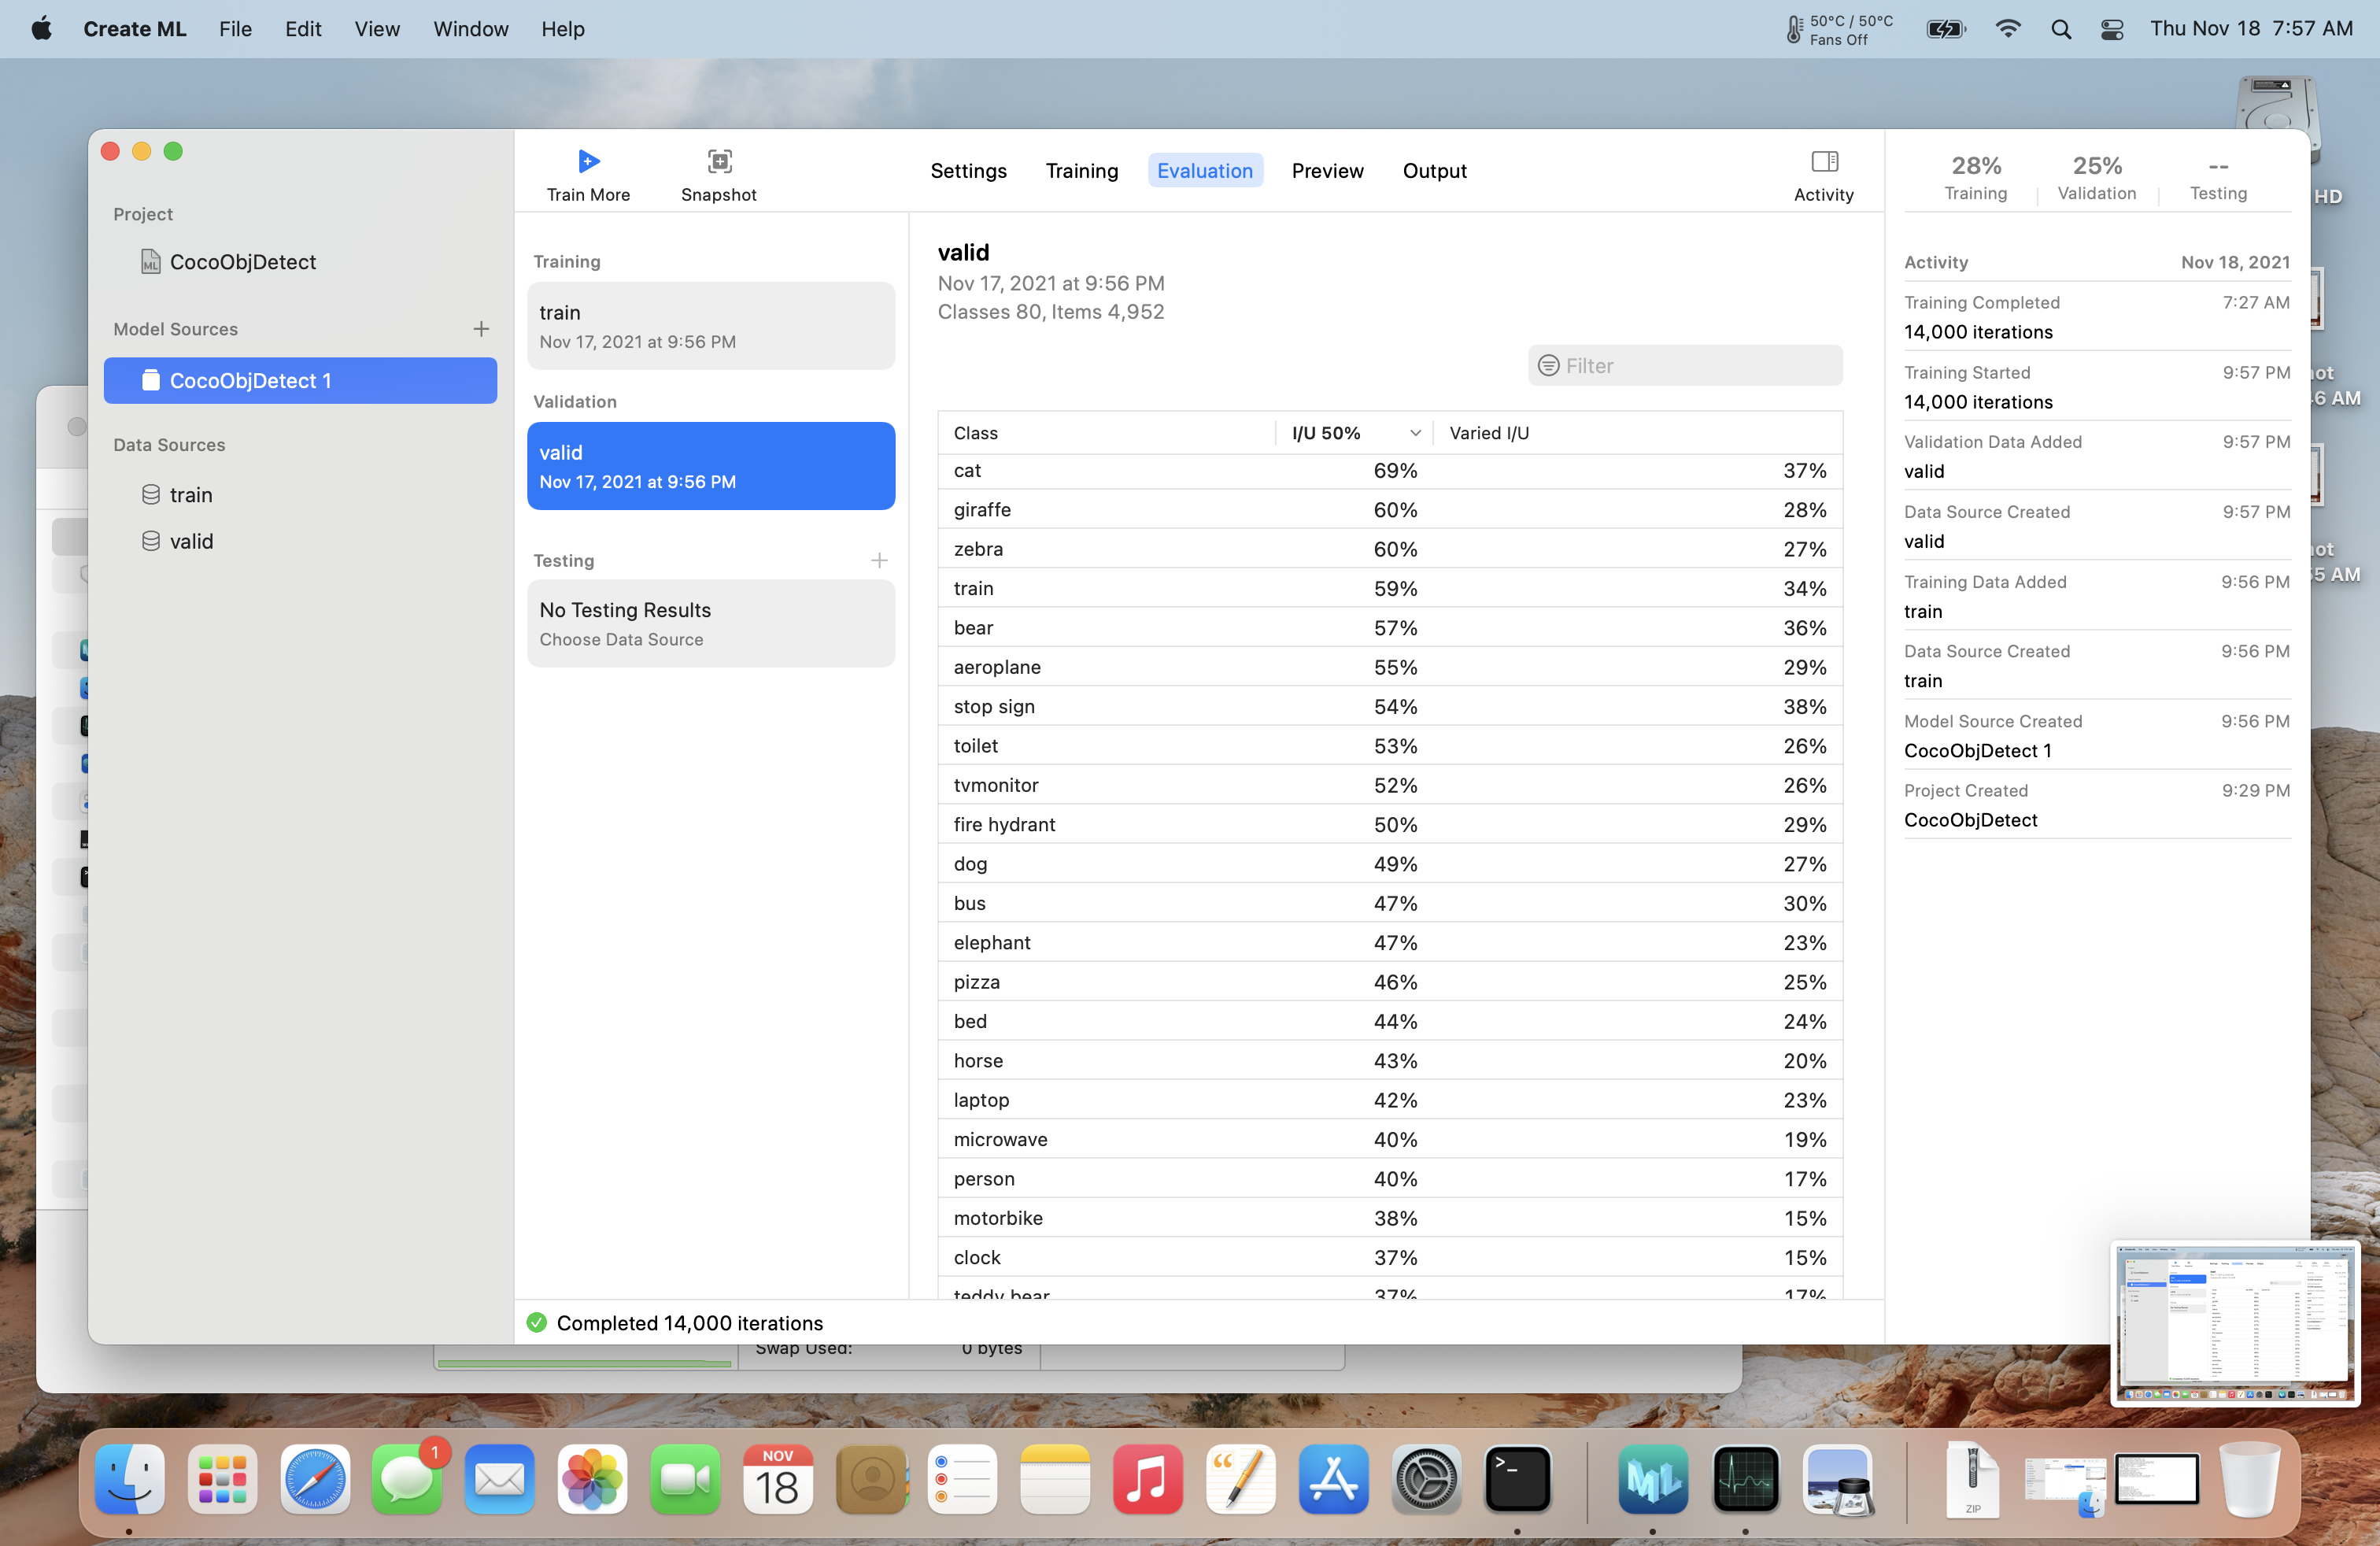 Create ML File Edit View Window Help
50°C / 50°C
Fans Off
Thu Nov 18 7:57 AM
HD
6 AM
5 AM
Project
CocoObjDetect
Model Sources
CocoObjDetect 1
Data Sources
train
valid
Train More
Snapshot
Settings Training Evaluation Preview Output
Activity
Training
train
Nov 17, 2021 at 9:56 PM
Validation
valid
Nov 17, 2021 at 9:56 PM
Testing
No Testing Results
Choose Data Source
valid
Nov 17, 2021 at 9:56 PM
Classes 80, Items 4,952
Filter
Class I/U 50% Varied I/U
cat 69% 37%
giraffe 60% 28%
zebra 60% 27%
train 59% 34%
bear 57% 36%
aeroplane 55% 29%
stop sign 54% 38%
toilet 53% 26%
tvmonitor 52% 26%
fire hydrant 50% 29%
dog 49% 27%
bus 47% 30%
elephant 47% 23%
pizza 46% 25%
bed 44% 24%
horse 43% 20%
laptop 42% 23%
microwave 40% 19%
person 40% 17%
motorbike 38% 15%
clock 37% 15%
teddy bear 37% 17%
Completed 14,000 iterations
28% 25% --
Training Validation Testing
Activity Nov 18, 2021
Training Completed 7:27 AM
14,000 iterations
Training Started 9:57 PM
14,000 iterations
Validation Data Added 9:57 PM
valid
Data Source Created 9:57 PM
valid
Training Data Added 9:56 PM
train
Data Source Created 9:56 PM
train
Model Source Created 9:56 PM
CocoObjDetect 1
Project Created 9:29 PM
CocoObjDetect
Swap Used: 0 bytes
1
NOV
18
ML
ZIP